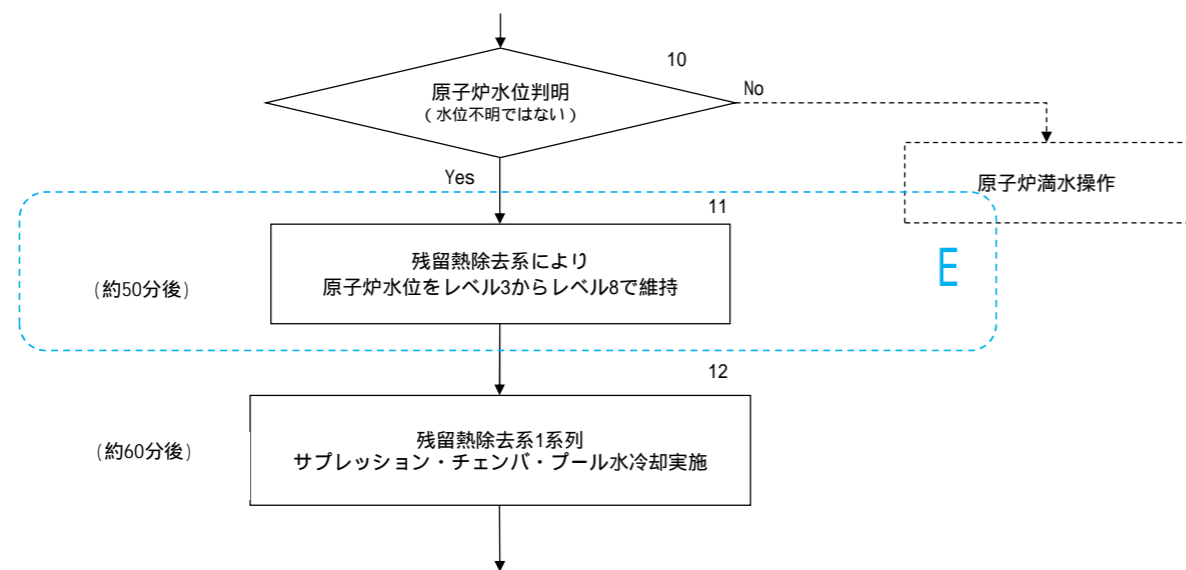 10
原子炉水位判明
(水位不明ではない)
No
Yes
原子炉満水操作
11
残留熱除去系により
原子炉水位をレベル3からレベル8で維持
(約50分後)
E
12
残留熱除去系1系列
サプレッション・チェンバ・プール水冷却実施
(約60分後)